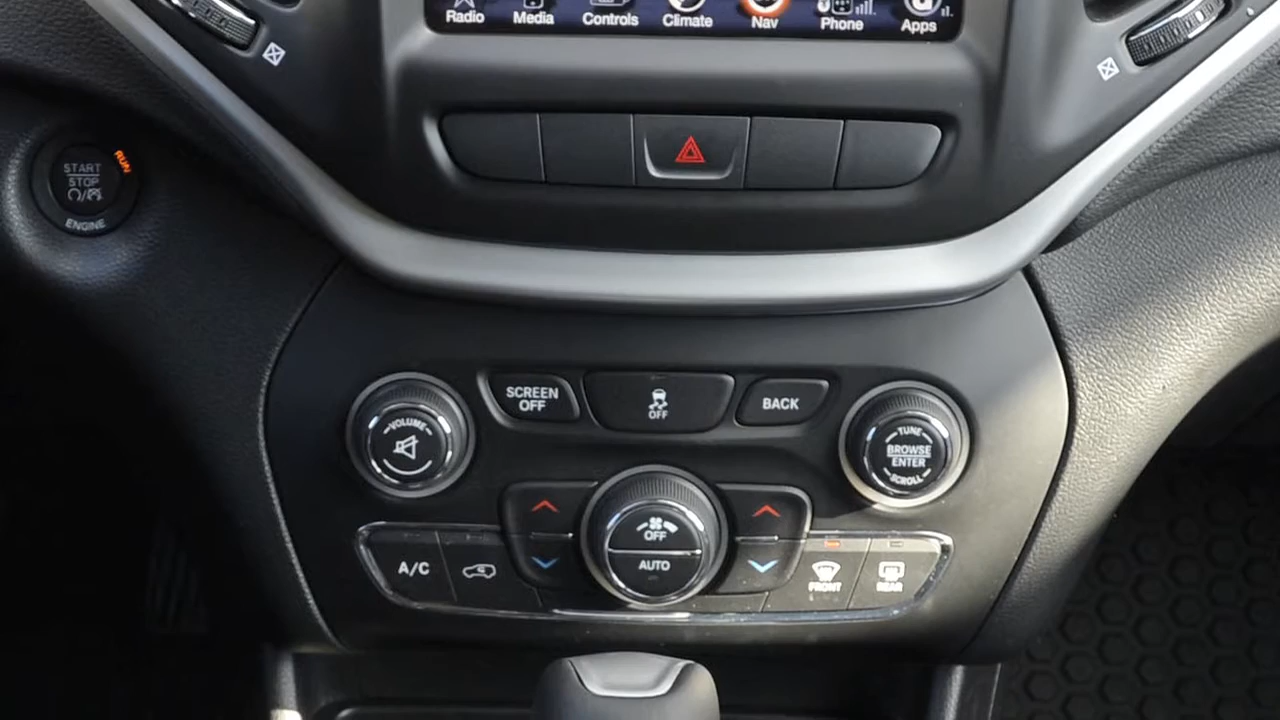 Radio
Media
Controls
Climate
Nav
Phone
Apps
START
STOP
RUN
ENGINE
SCREEN
OFF
OFF
BACK
VOLUME
TUNE
BROWSE
ENTER
SCROLL
OFF
AUTO
A/C
FRONT
REAR